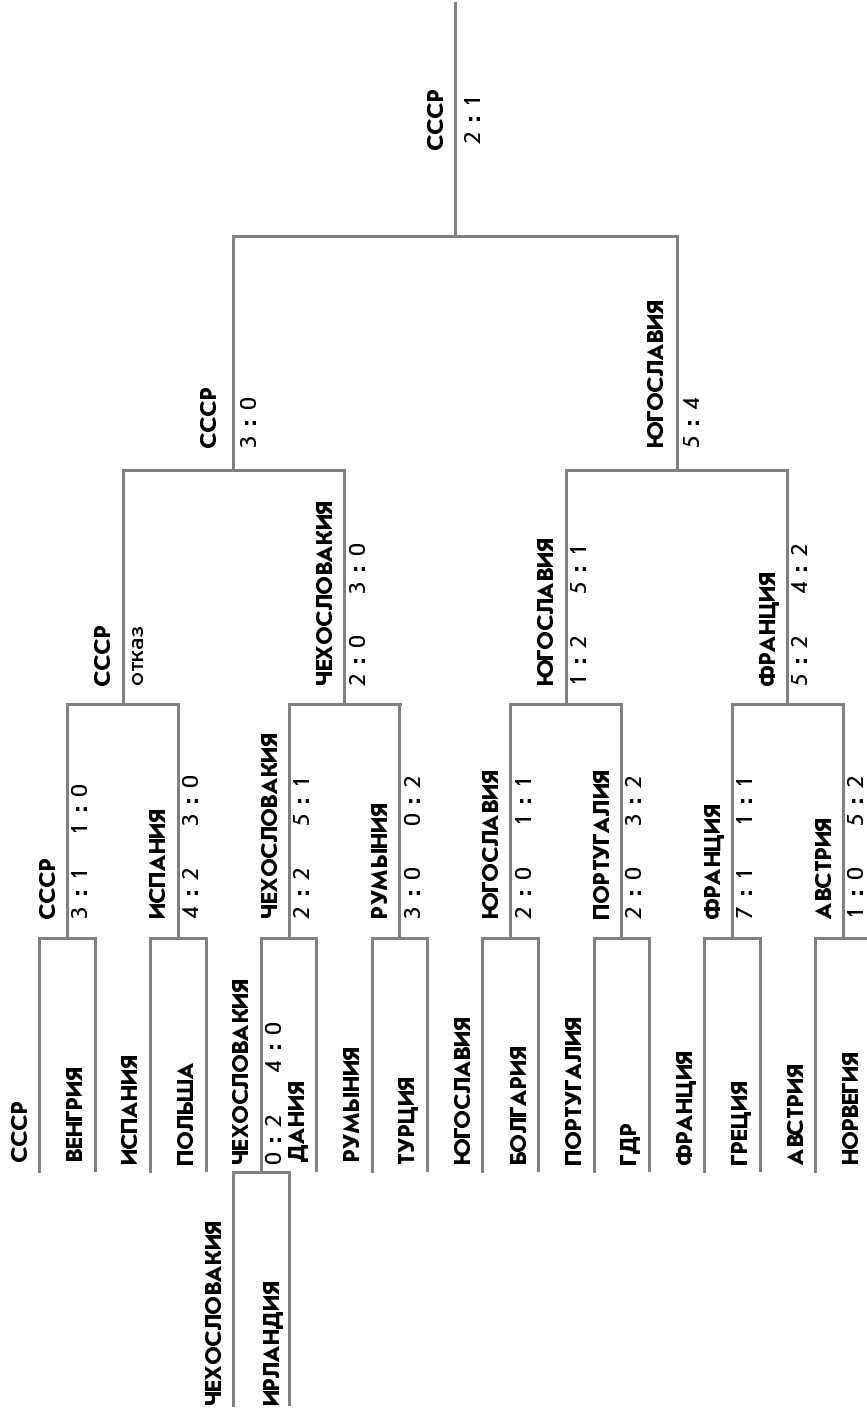 ЧЕХОСЛОВАКИЯ
ИРЛАНДИЯ
СССР
ВЕНГРИЯ
ИСПАНИЯ
ПОЛЬША
ЧЕХОСЛОВАКИЯ
0 : 2 4 : 0
ДАНИЯ
РУМЫНИЯ
ТУРЦИЯ
ЮГОСЛАВИЯ
БОЛГАРИЯ
ПОРТУГАЛИЯ
ГДР
ФРАНЦИЯ
ГРЕЦИЯ
АВСТРИЯ
НОРВЕГИЯ
СССР
3 : 1 1 : 0
ИСПАНИЯ
4 : 2 3 : 0
ЧЕХОСЛОВАКИЯ
2 : 2 5 : 1
РУМЫНИЯ
3 : 0 0 : 2
ЮГОСЛАВИЯ
2 : 0 1 : 1
ПОРТУГАЛИЯ
2 : 0 3 : 2
ФРАНЦИЯ
7 : 1 1 : 1
АВСТРИЯ
1 : 0 5 : 2
СССР
отказ
ЧЕХОСЛОВАКИЯ
2 : 0 3 : 0
ЮГОСЛАВИЯ
1 : 2 5 : 1
ФРАНЦИЯ
5 : 2 4 : 2
СССР
3 : 0
ЮГОСЛАВИЯ
5 : 4
СССР
2 : 1